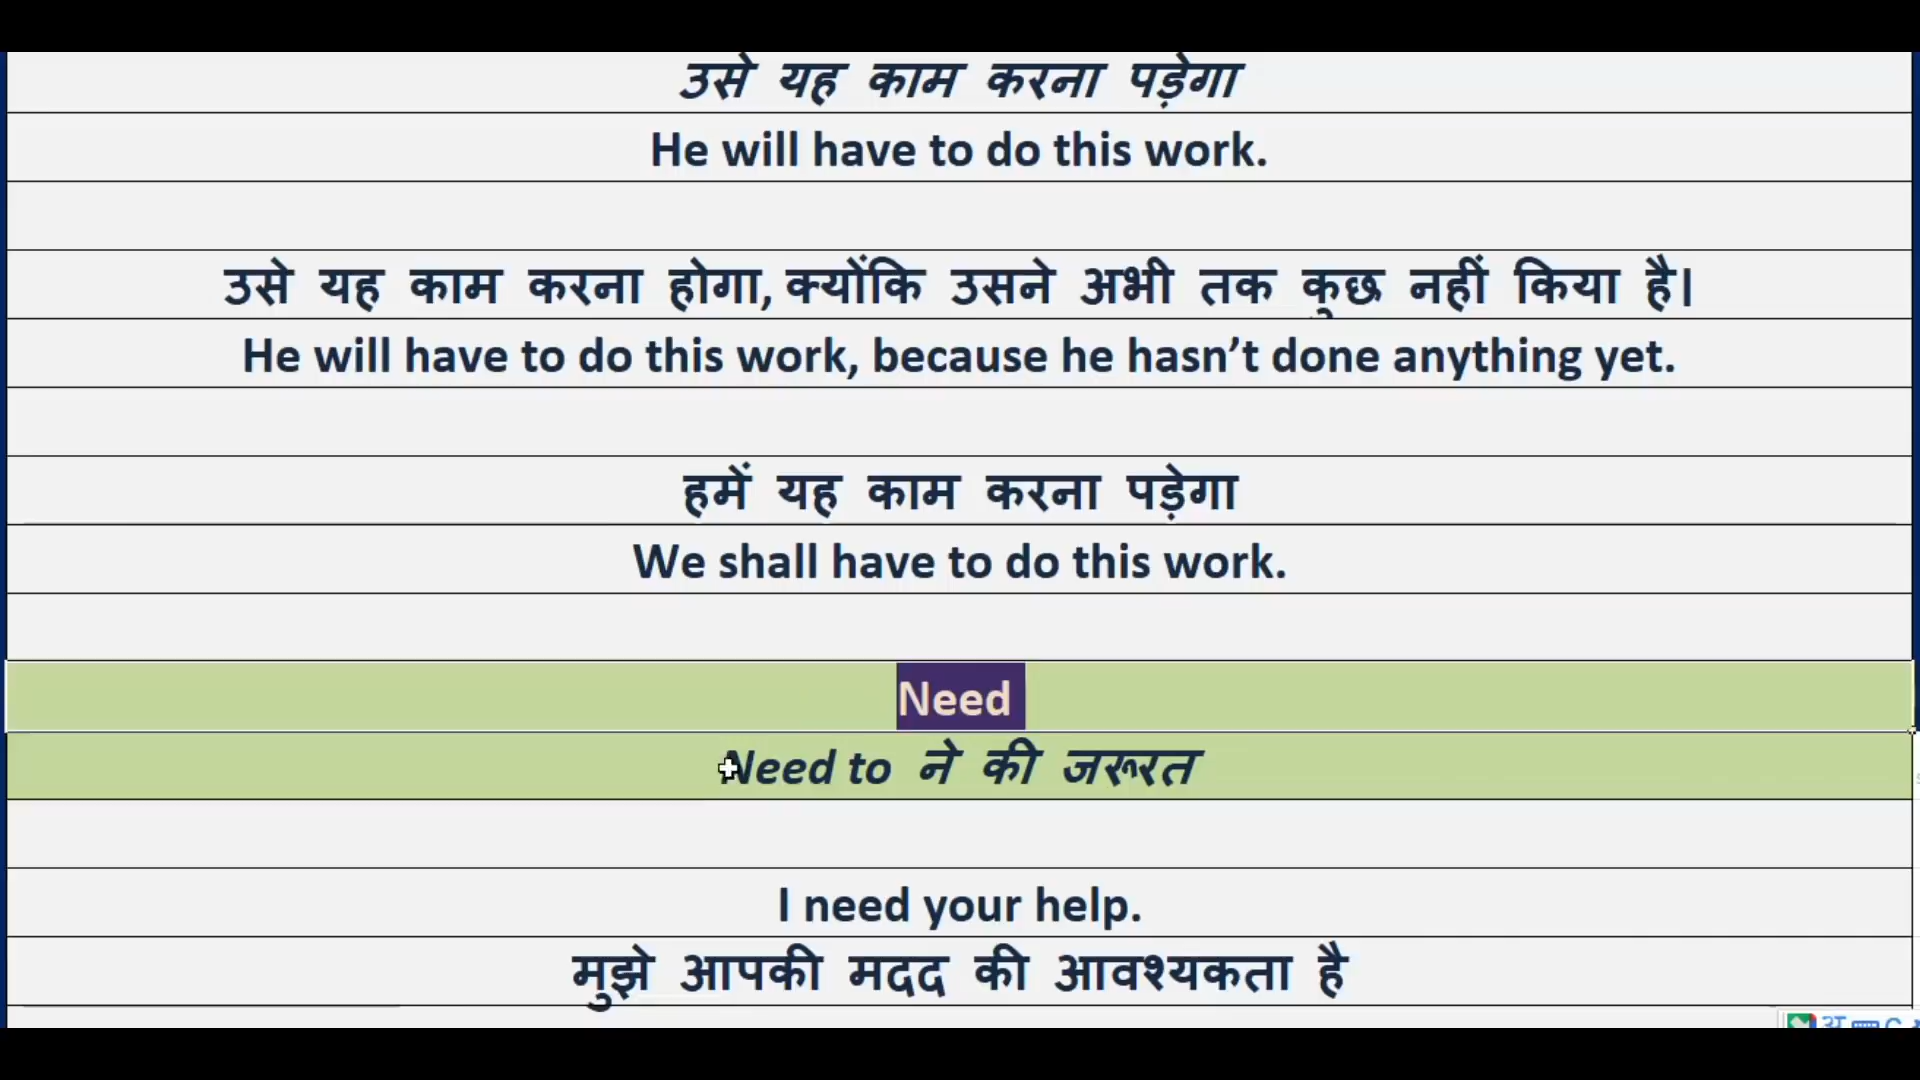 उसे यह काम करना पड़ेगा
He will have to do this work.
उसे यह काम करना होगा, क्योंकि उसने अभी तक कुछ नहीं किया है।
He will have to do this work, because he hasn’t done anything yet.
हमें यह काम करना पड़ेगा
We shall have to do this work.
Need
Need to ने की जरूरत
I need your help.
मुझे आपकी मदद की आवश्यकता है